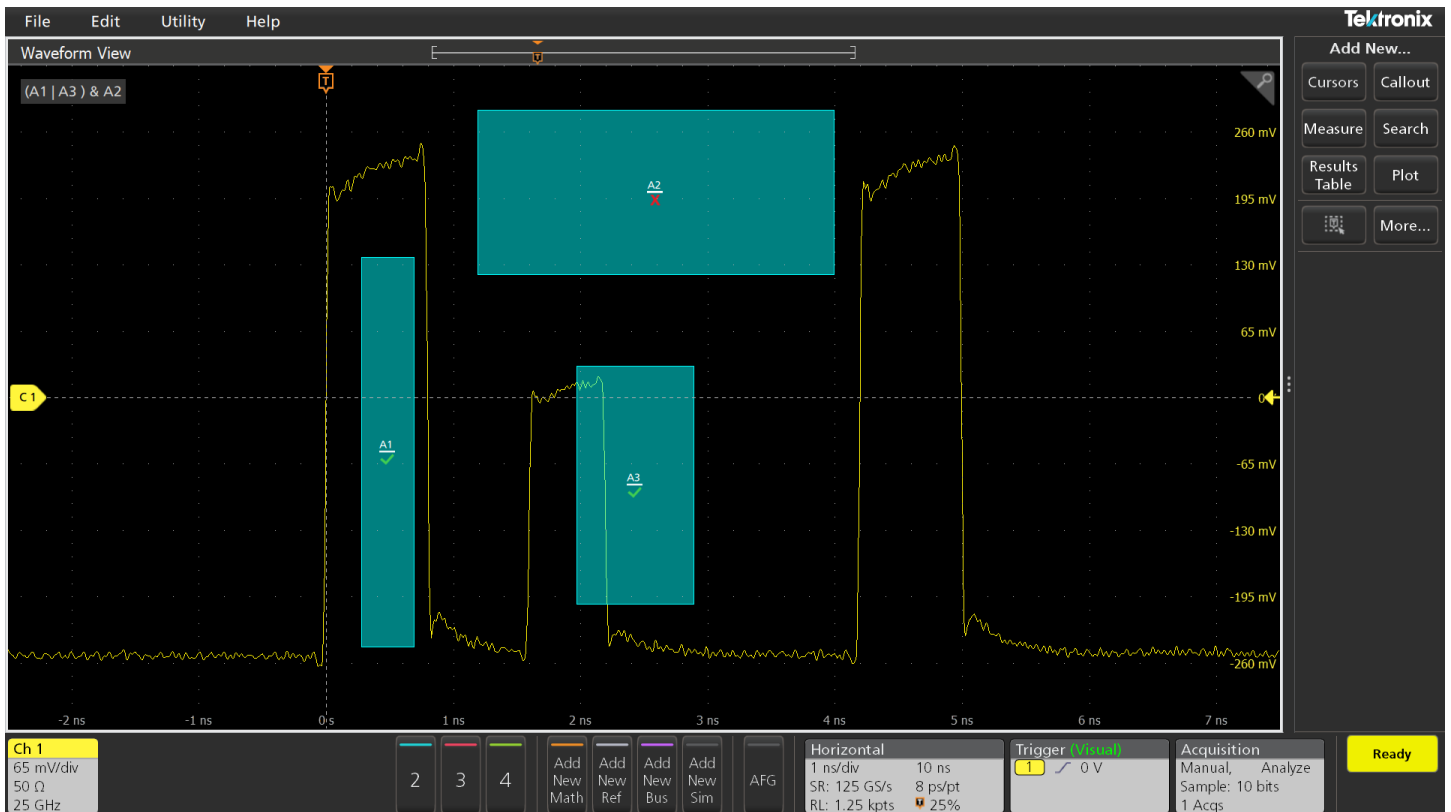 File Edit Utility Help
Tektronix
Waveform View
Add New...
(A1 | A3 ) & A2
T
T
Cursors Callout
Measure Search
Results Table Plot
More...
260 mV
195 mV
130 mV
65 mV
0
-65 mV
-130 mV
-195 mV
-260 mV
A2
X
A1
A3
C 1
-2 ns -1 ns 0s 1 ns 2 ns 3 ns 4 ns 5 ns 6 ns 7 ns
Ch 1
65 mV/div
50 Ω
25 GHz
2 3 4
Add New Math
Add New Ref
Add New Bus
Add New Sim
AFG
Horizontal
1 ns/div 10 ns
SR: 125 GS/s 8 ps/pt
RL: 1.25 kpts 25%
Trigger (Visual)
1 0 V
Acquisition
Manual, Analyze
Sample: 10 bits
1 Acqs
Ready